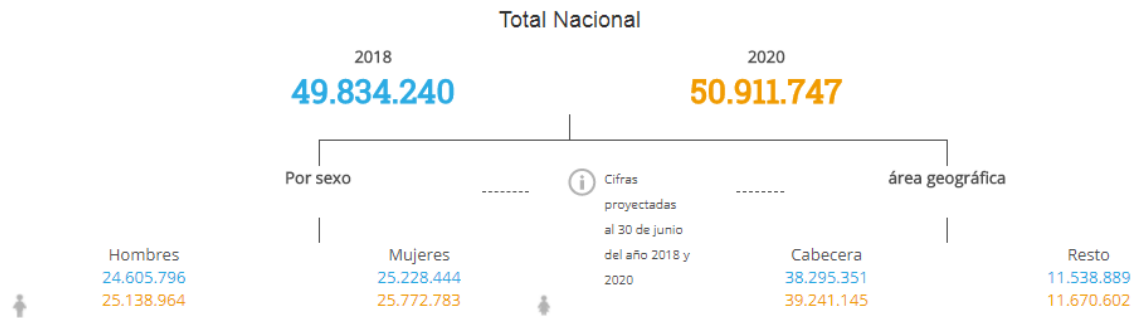 Total Nacional
2018
2020
49.834.240
50.911.747
Por sexo
Cifras
proyectadas
al 30 de junio
del año 2018 y
2020
área geográfica
Hombres
24.605.796
25.138.964
Mujeres
25.228.444
25.772.783
Cabecera
38.295.351
39.241.145
Resto
11.538.889
11.670.602